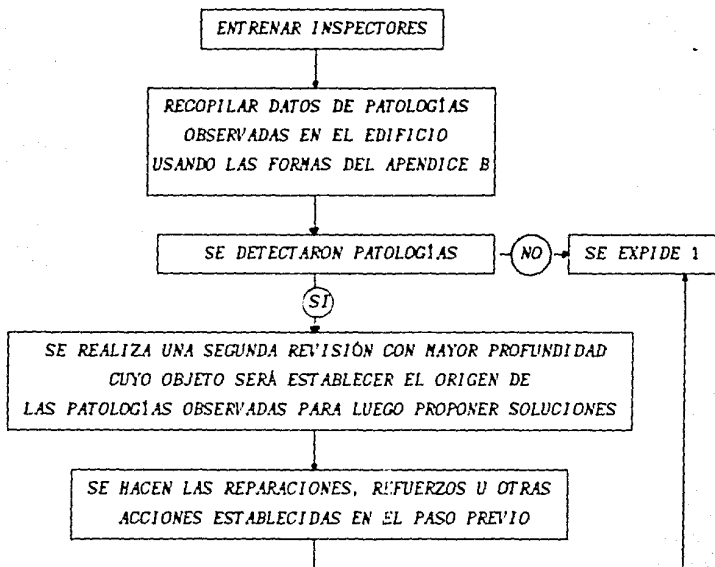 ENTRENAR INSPECTORES
RECOPILAR DATOS DE PATOLOGÍAS
OBSERVADAS EN EL EDIFICIO
USANDO LAS FORMAS DEL APENDICE B
SE DETECTARON PATOLOGÍAS
NO
SE EXPIDE 1
SI
SE REALIZA UNA SEGUNDA REVISIÓN CON MAYOR PROFUNDIDAD
CUYO OBJETO SERÁ ESTABLECER EL ORIGEN DE
LAS PATOLOGÍAS OBSERVADAS PARA LUEGO PROPONER SOLUCIONES
SE HACEN LAS REPARACIONES, REFUERZOS U OTRAS
ACCIONES ESTABLECIDAS EN EL PASO PREVIO